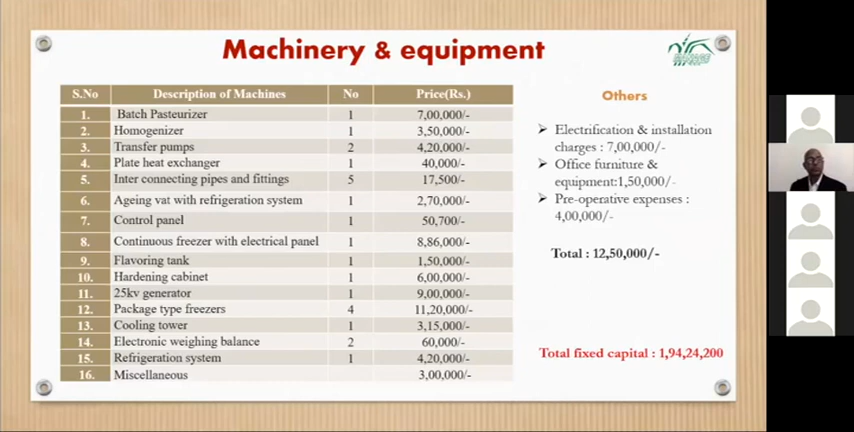 Machinery & equipment
S.No Description of Machines No Price(Rs.)
1. Batch Pasteurizer 1 7,00,000/-
2. Homogenizer 1 3,50,000/-
3. Transfer pumps 2 4,20,000/-
4. Plate heat exchanger 1 40,000/-
5. Inter connecting pipes and fittings 5 17,500/-
6. Ageing vat with refrigeration system 1 2,70,000/-
7. Control panel 1 50,700/-
8. Continuous freezer with electrical panel 1 8,86,000/-
9. Flavoring tank 1 1,50,000/-
10. Hardening cabinet 1 6,00,000/-
11. 25kv generator 1 9,00,000/-
12. Package type freezers 4 11,20,000/-
13. Cooling tower 1 3,15,000/-
14. Electronic weighing balance 2 60,000/-
15. Refrigeration system 1 4,20,000/-
16. Miscellaneous 3,00,000/-
Others
➢ Electrification & installation
charges : 7,00,000/-
➢ Office furniture &
equipment:1,50,000/-
➢ Pre-operative expenses :
4,00,000/-
Total : 12,50,000/-
Total fixed capital : 1,94,24,200